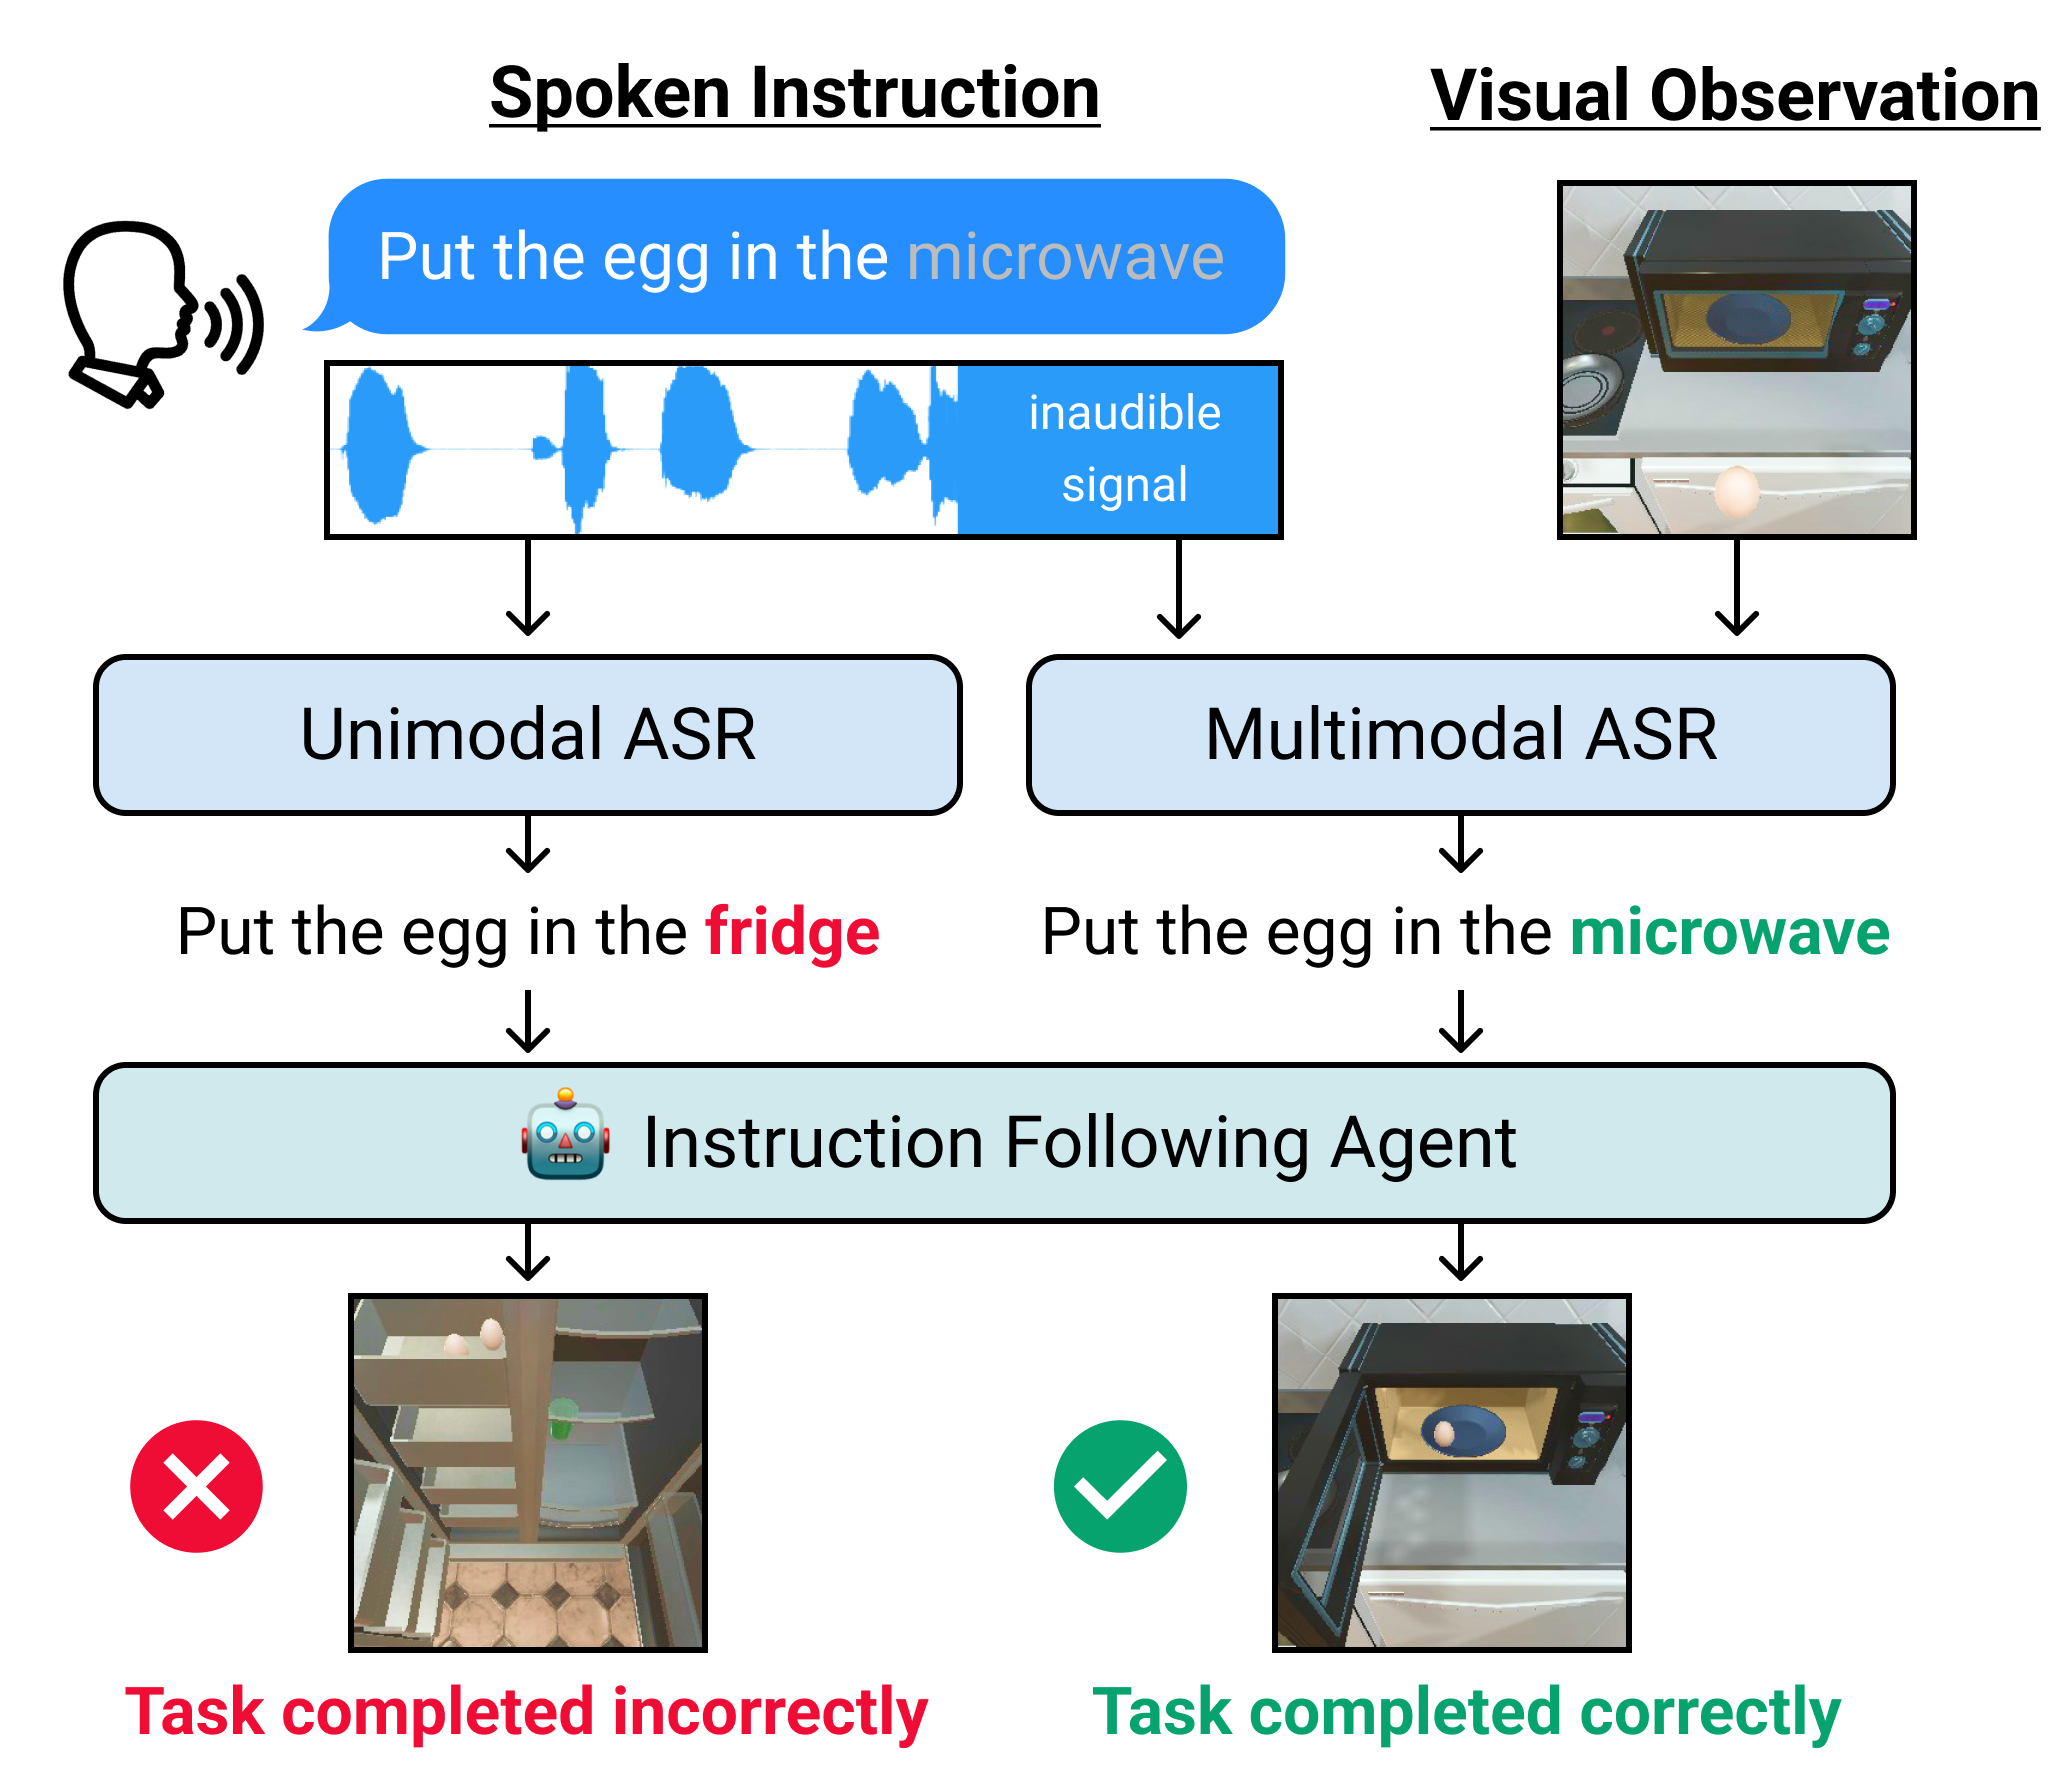 Spoken Instruction
Visual Observation
Put the egg in the microwave
inaudible
signal
Unimodal ASR
Multimodal ASR
Put the egg in the fridge
Put the egg in the microwave
Instruction Following Agent
Task completed incorrectly
Task completed correctly